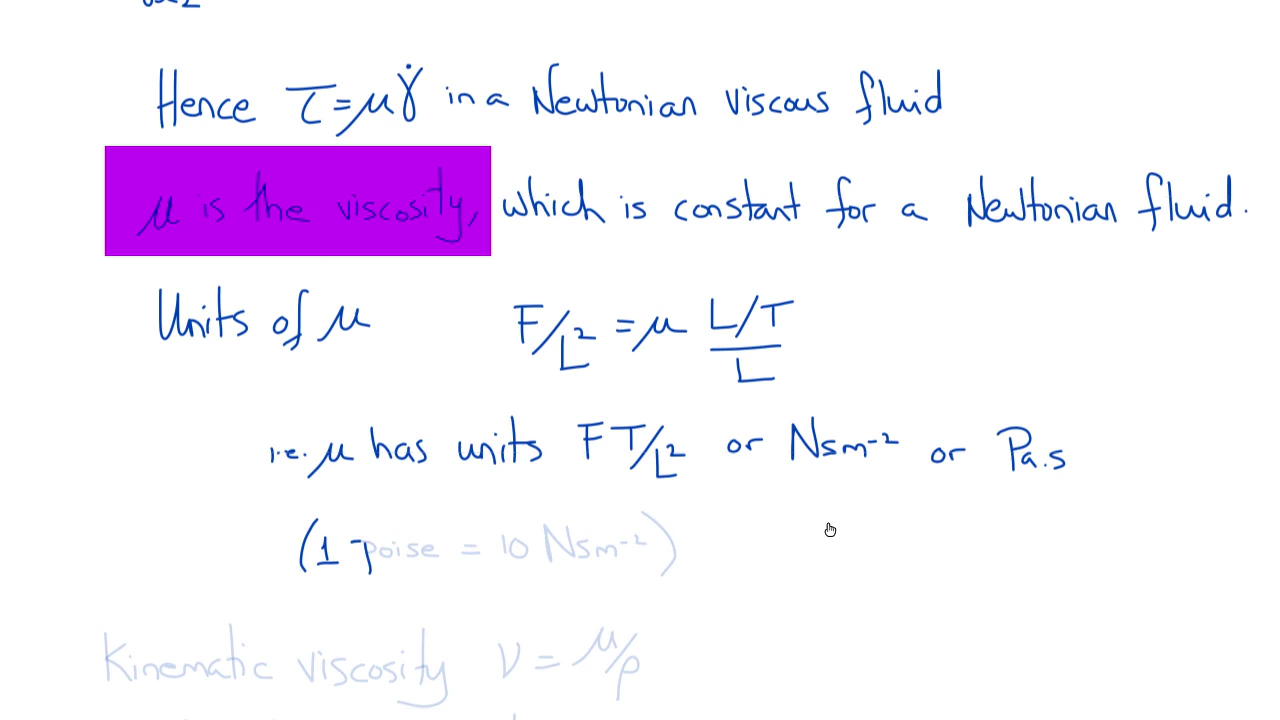 Hence τ = μγ̇ in a Newtonian viscous fluid
μ is the viscosity, which is constant for a Newtonian fluid.
Units of μ F/L² = μ (L/T)/L
i.e. μ has units FT/L² or Nsm⁻² or Pa.s
(1 poise = 10 Nsm⁻²)
Kinematic viscosity ν = μ/ρ